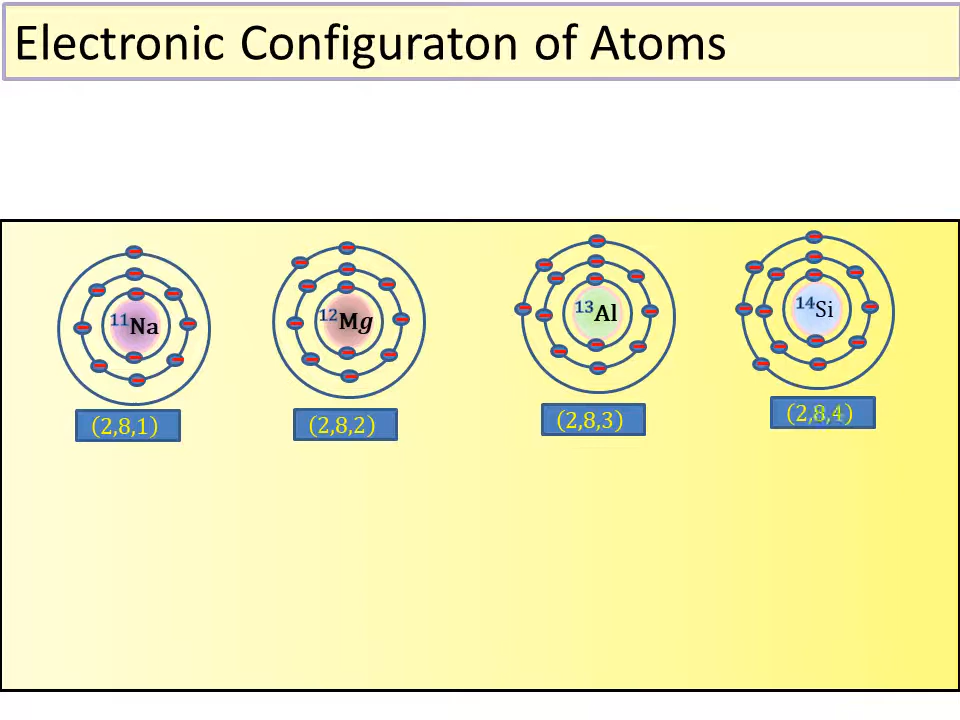 Electronic Configuraton of Atoms
11Na
12Mg
13Al
14Si
(2,8,1)
(2,8,2)
(2,8,3)
(2,8,4)